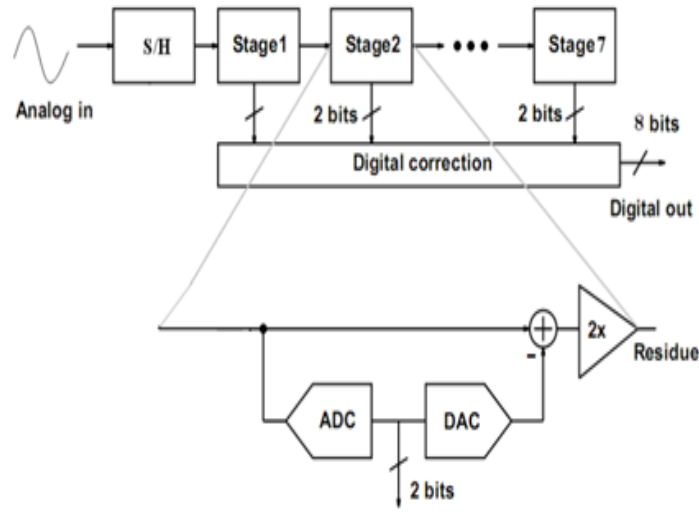 S/H
Stage1
Stage2
Stage7
Analog in
2 bits
2 bits
8 bits
Digital correction
Digital out
+
-
2x
Residue
ADC
DAC
2 bits